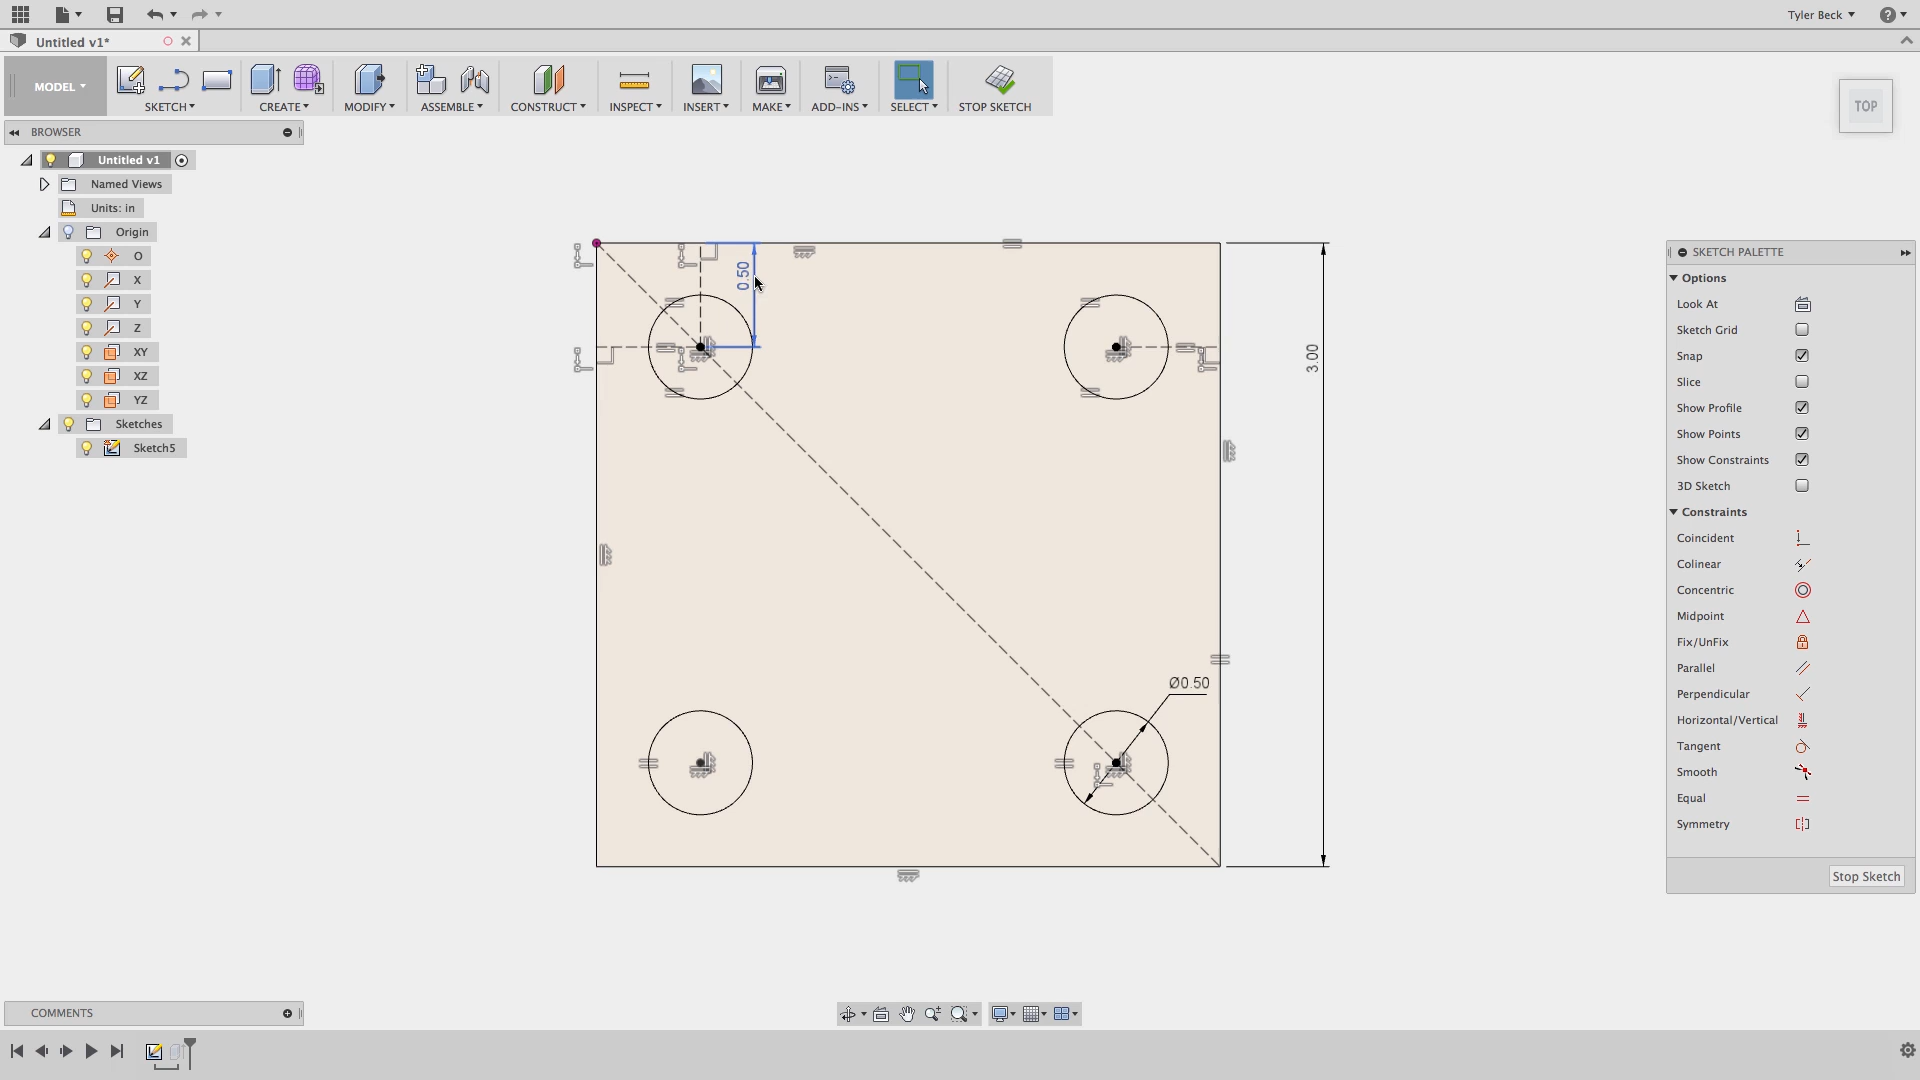 Tyler Beck
Untitled v1*
MODEL
SKETCH
CREATE
MODIFY
ASSEMBLE
CONSTRUCT
INSPECT
INSERT
MAKE
ADD-INS
SELECT
STOP SKETCH
TOP
BROWSER
Untitled v1
Named Views
Units: in
Origin
O
X
Y
Z
XY
XZ
YZ
Sketches
Sketch5
0.50
3.00
Ø0.50
SKETCH PALETTE
Options
Look At
Sketch Grid
Snap
Slice
Show Profile
Show Points
Show Constraints
3D Sketch
Constraints
Coincident
Colinear
Concentric
Midpoint
Fix/UnFix
Parallel
Perpendicular
Horizontal/Vertical
Tangent
Smooth
Equal
Symmetry
Stop Sketch
COMMENTS